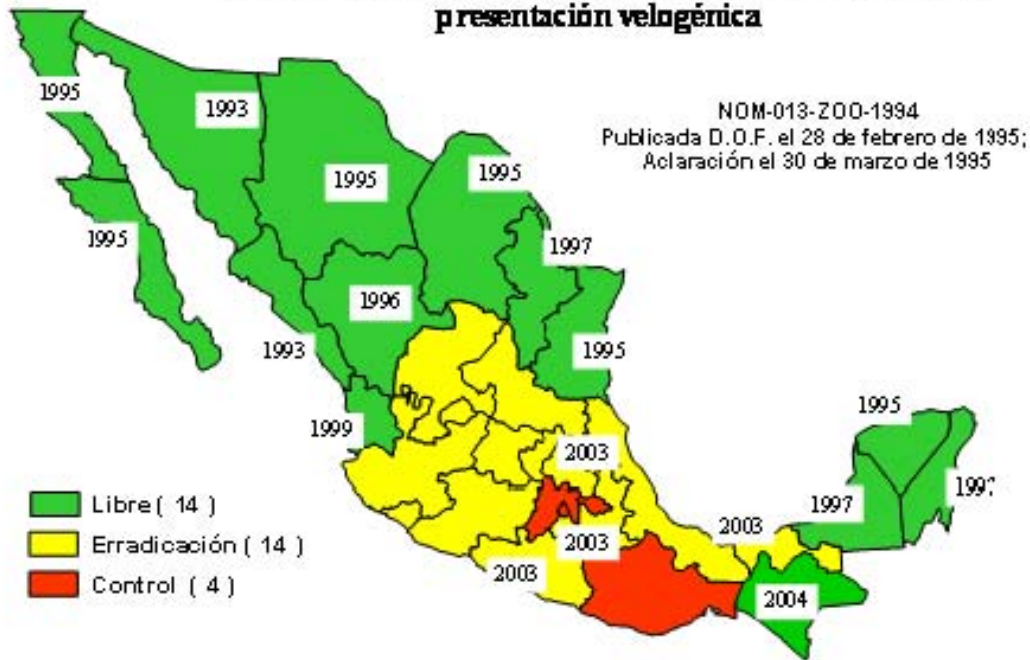 presentación velogénica
NOM-013-ZOO-1994
Publicada D.O.F. el 28 de febrero de 1995;
Aclaración el 30 de marzo de 1995
1995
1993
1995
1995
1995
1997
1996
1993
1995
1999
1995
2003
1997
1997
2003
2003
2003
2004
Libre ( 14 )
Erradicación ( 14 )
Control ( 4 )